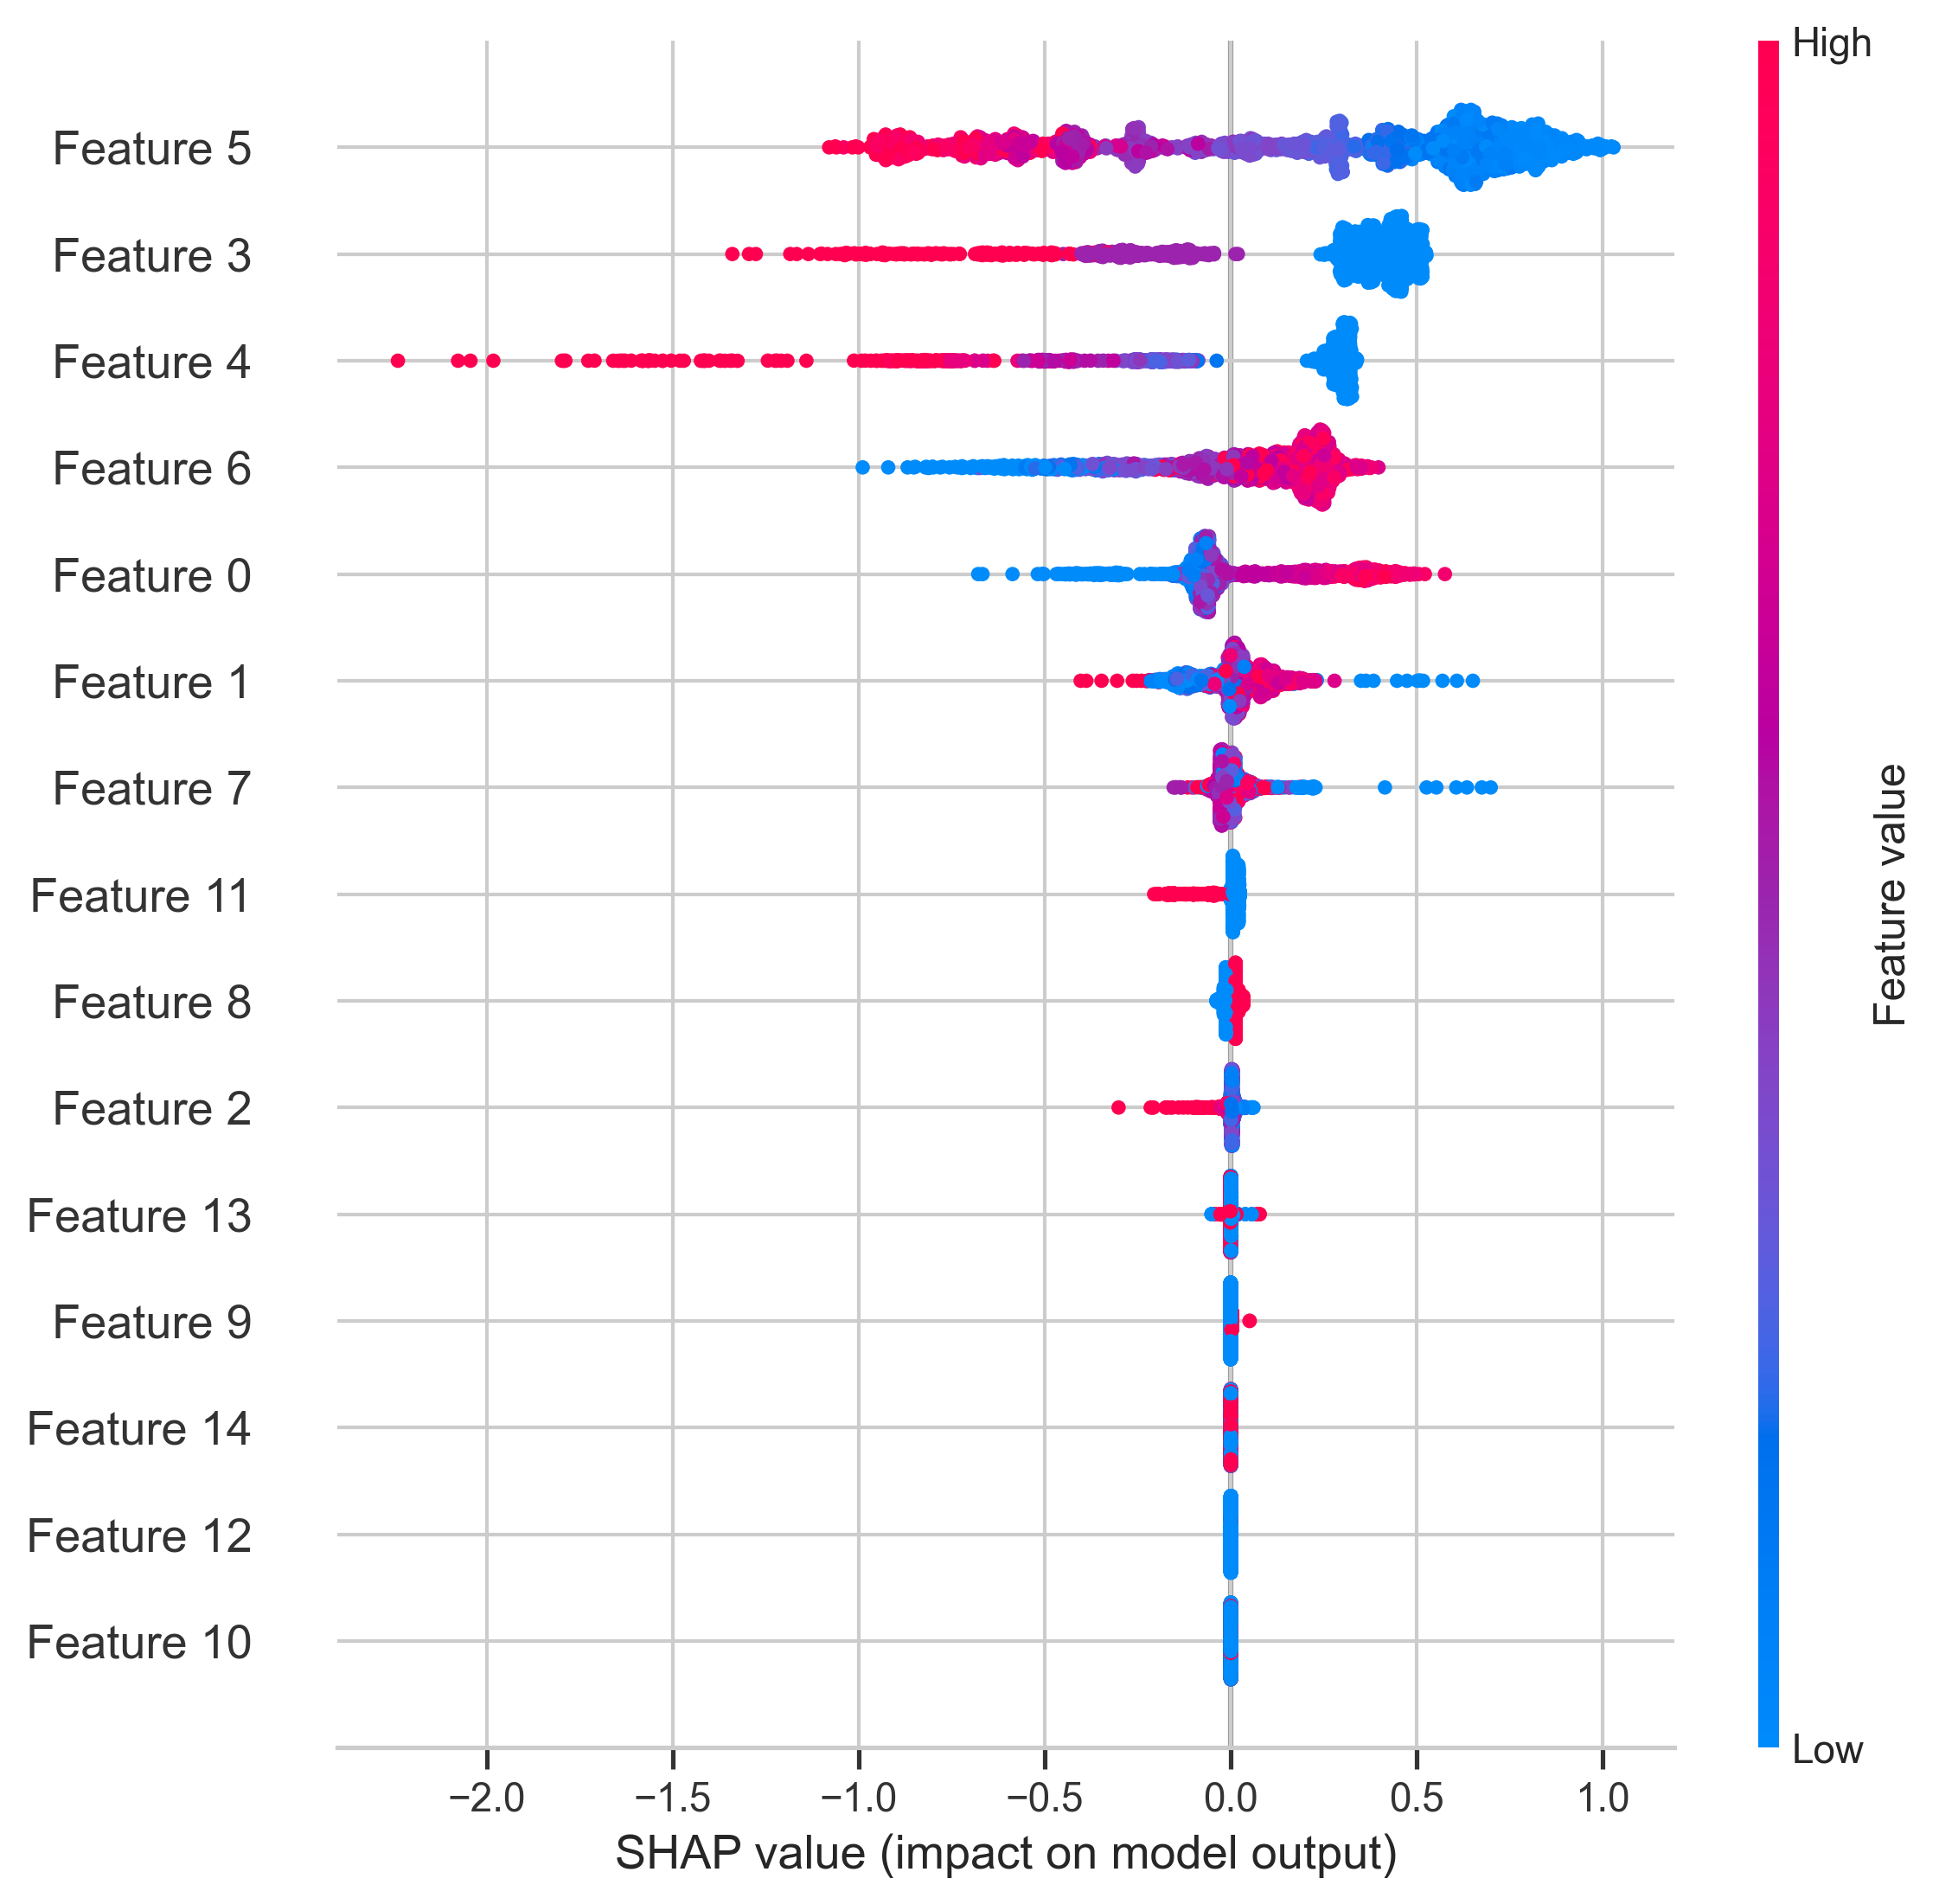 High
Feature 5
Feature 3
Feature 4
Feature 6
Feature 0
Feature 1
Feature 7
Feature 11
Feature 8
Feature 2
Feature 13
Feature 9
Feature 14
Feature 12
Feature 10
Feature value
Low
−2.0 −1.5 −1.0 −0.5 0.0 0.5 1.0
SHAP value (impact on model output)